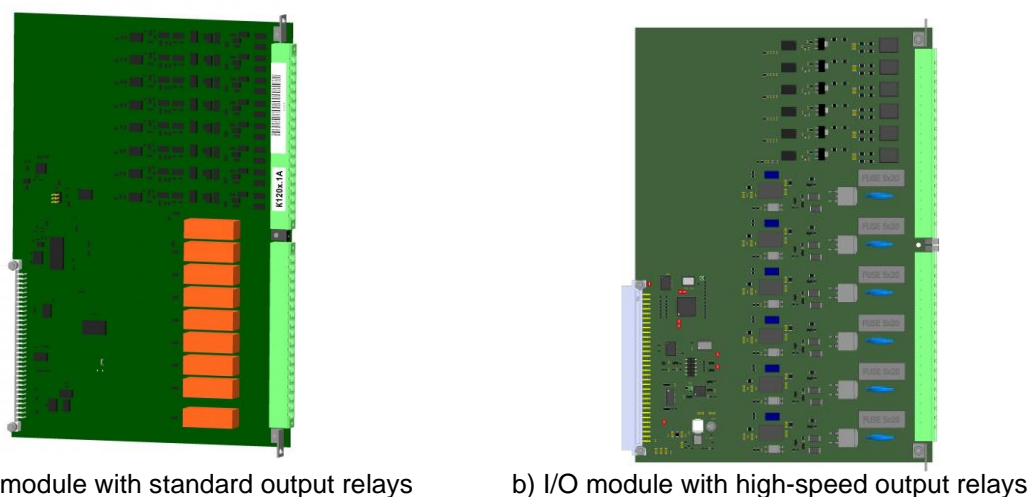 K120x.1A
FUSE 5x20
FUSE 5x20
FUSE 5x20
FUSE 5x20
FUSE 5x20
FUSE 5x20
module with standard output relays
b) I/O module with high-speed output relays